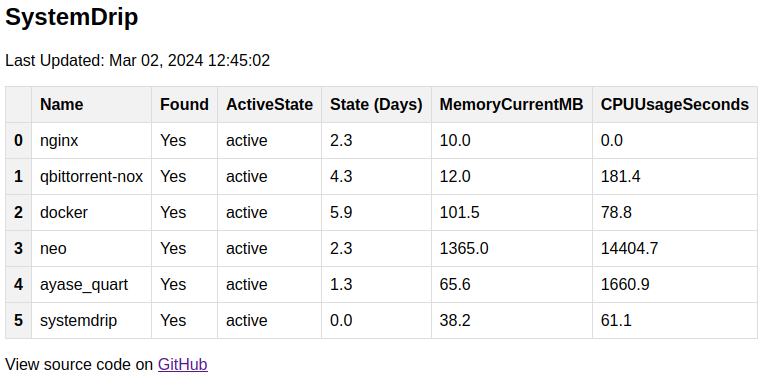 SystemDrip
Last Updated: Mar 02, 2024 12:45:02
Name Found ActiveState State (Days) MemoryCurrentMB CPUUsageSeconds
0 nginx Yes active 2.3 10.0 0.0
1 qbittorrent-nox Yes active 4.3 12.0 181.4
2 docker Yes active 5.9 101.5 78.8
3 neo Yes active 2.3 1365.0 14404.7
4 ayase_quart Yes active 1.3 65.6 1660.9
5 systemdrip Yes active 0.0 38.2 61.1
View source code on GitHub